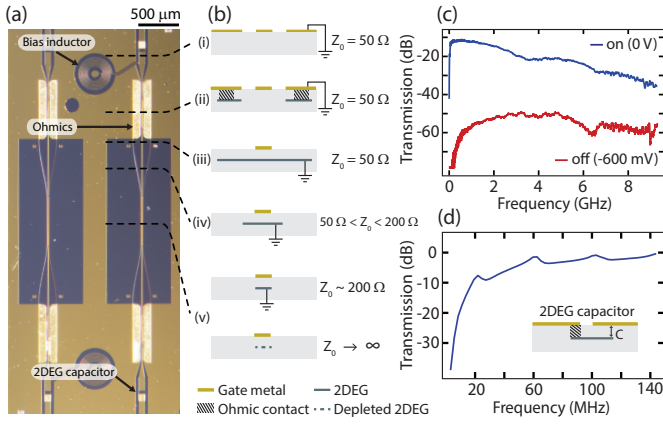 (a)
500 μm
Bias inductor
Ohmics
2DEG capacitor
(b)
(i)
Z₀ = 50 Ω
(ii)
Z₀ = 50 Ω
(iii)
Z₀ = 50 Ω
(iv)
50 Ω < Z₀ < 200 Ω
Z₀ ~ 200 Ω
(v)
Z₀ → ∞
Gate metal
2DEG
Ohmic contact
Depleted 2DEG
(c)
Transmission (dB)
-20
-40
-60
on (0 V)
off (-600 mV)
0
2
4
6
8
Frequency (GHz)
(d)
Transmission (dB)
0
-10
-20
-30
2DEG capacitor
C
20
60
100
140
Frequency (MHz)